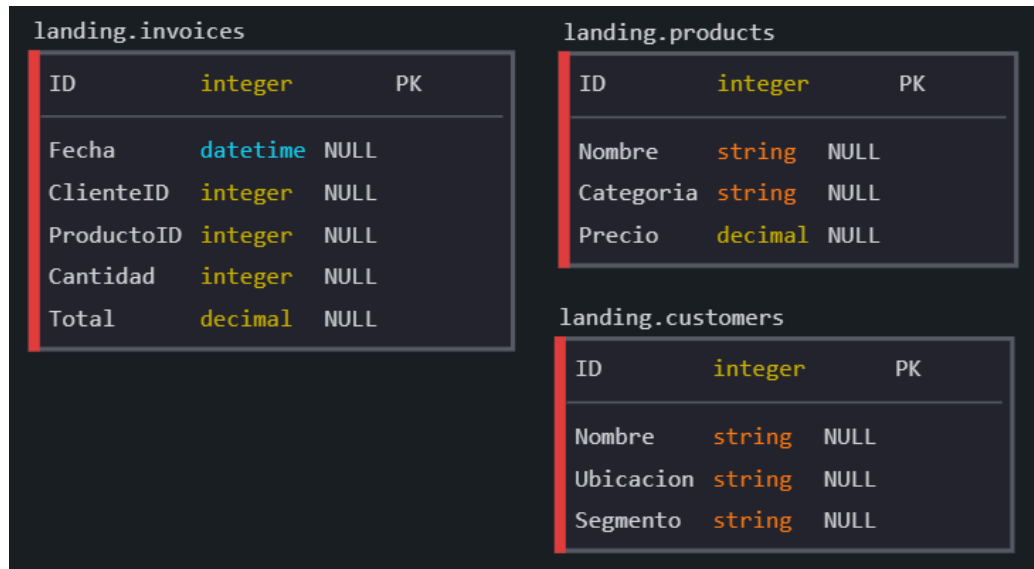 landing.invoices
ID integer PK
Fecha datetime NULL
ClienteID integer NULL
ProductoID integer NULL
Cantidad integer NULL
Total decimal NULL
landing.products
ID integer PK
Nombre string NULL
Categoria string NULL
Precio decimal NULL
landing.customers
ID integer PK
Nombre string NULL
Ubicacion string NULL
Segmento string NULL